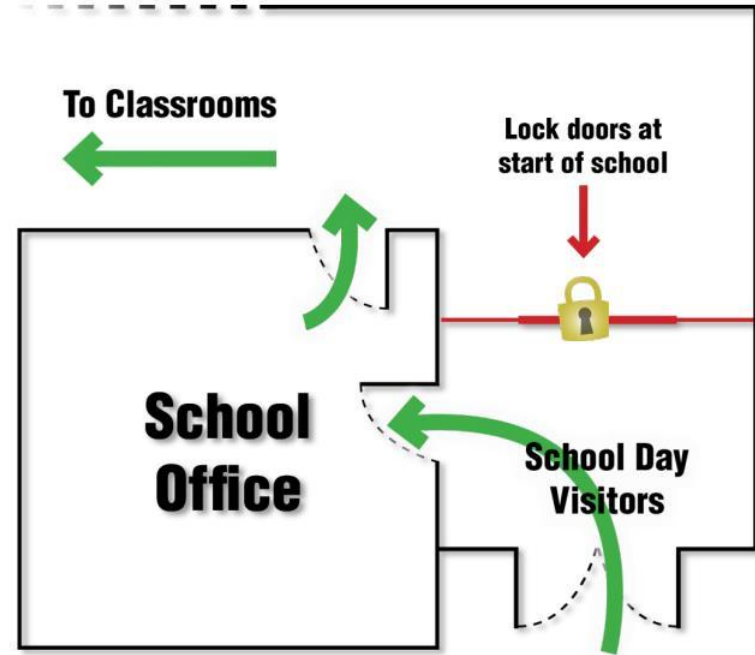 To Classrooms
Lock doors at
start of school
School
Office
School Day
Visitors